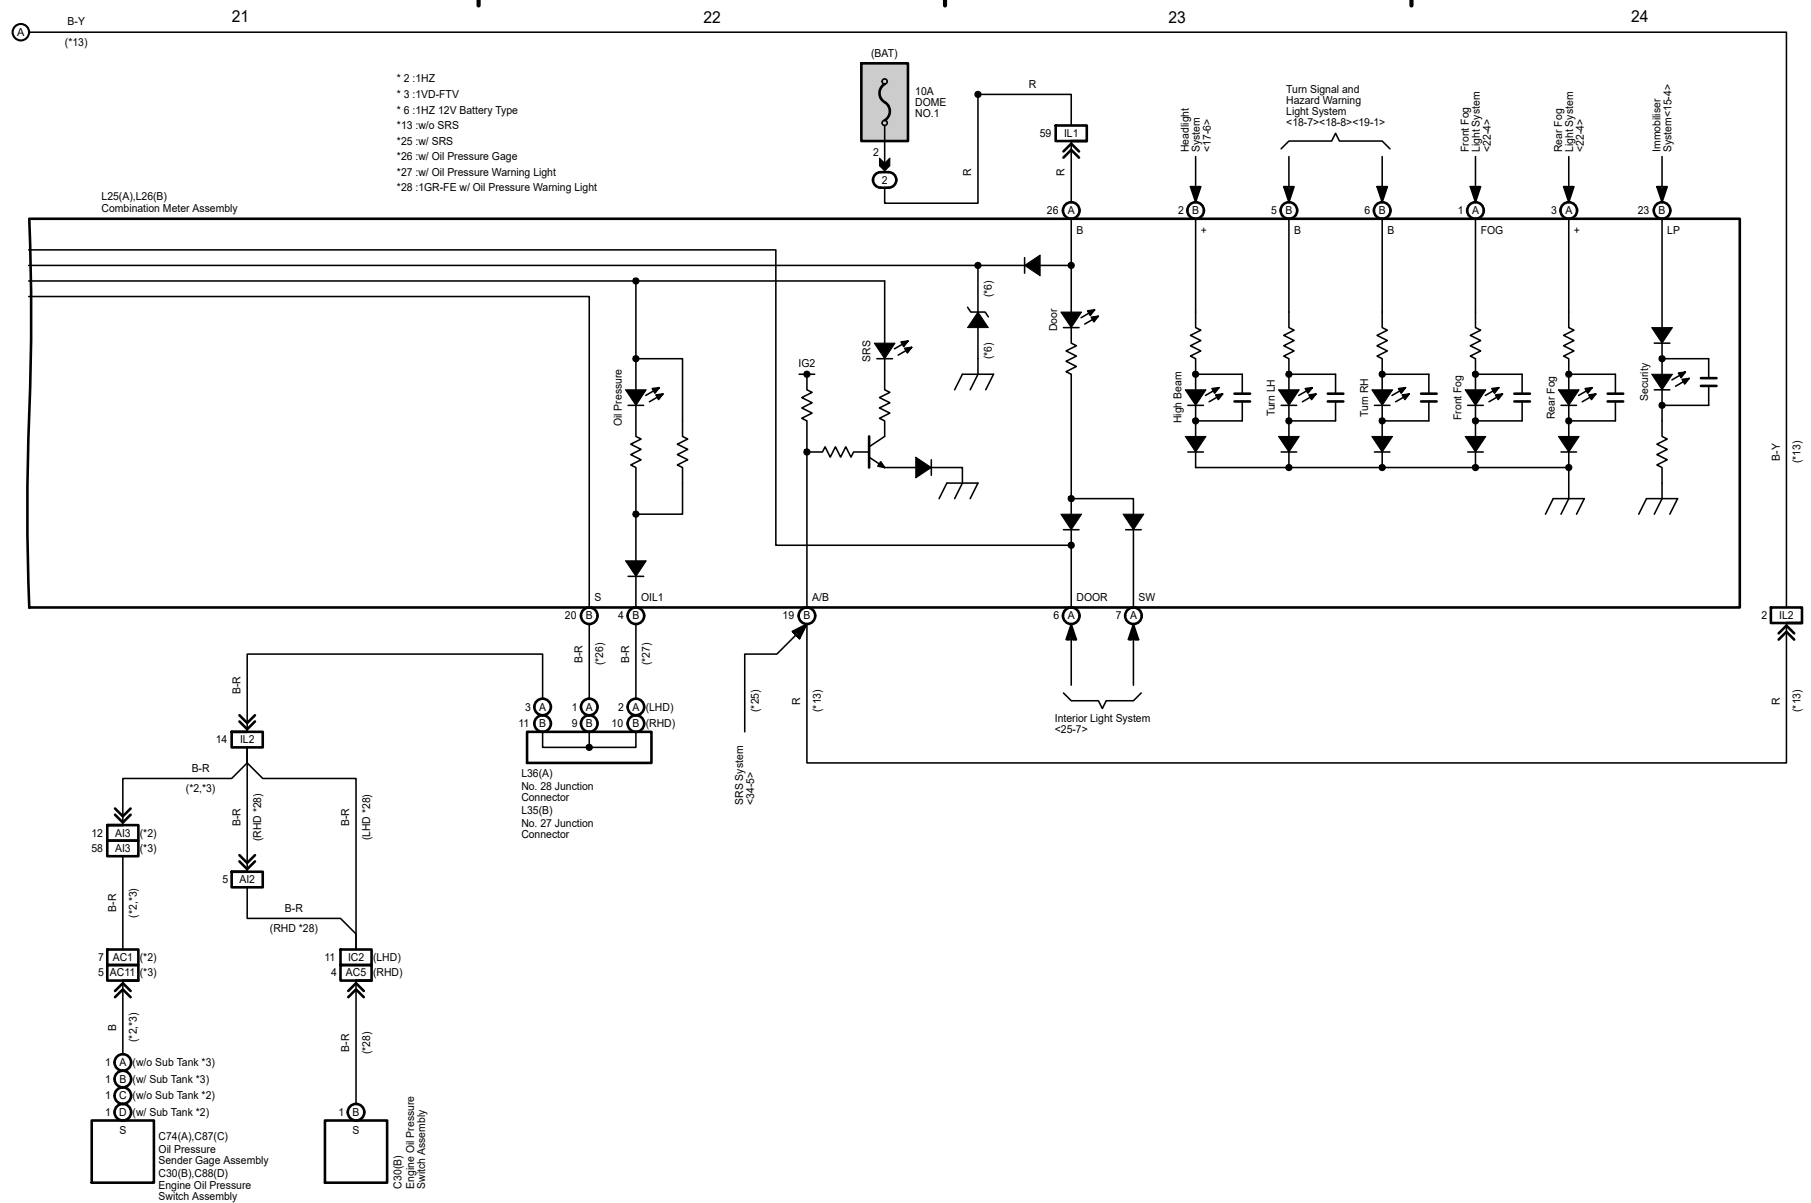 21
22
23
24
A
B-Y
(*13)
* 2 :1HZ
* 3 :1VD-FTV
* 6 :1HZ 12V Battery Type
*13 :w/o SRS
*25 :w/ SRS
*26 :w/ Oil Pressure Gage
*27 :w/ Oil Pressure Warning Light
*28 :1GR-FE w/ Oil Pressure Warning Light
(BAT)
10A
DOME
NO.1
2
2
R
R
59 IL1
R
Headlight
System
<17-6>
Turn Signal and
Hazard Warning
Light System
<18-7><18-8><19-1>
Front Fog
Light System
<22-4>
Rear Fog
Light System
<22-4>
Immobiliser
System<15-4>
L25(A),L26(B)
Combination Meter Assembly
26 A
2 B
5 B
6 B
1 A
3 A
23 B
B
+
B
B
FOG
+
LP
(*6)
(*6)
Door
SRS
IG2
Oil Pressure
High Beam
Turn LH
Turn RH
Front Fog
Rear Fog
Security
B-Y
(*13)
S
OIL1
A/B
DOOR
SW
20 B
4 B
19 B
6 A
7 A
2 IL2
B-R
(*26)
B-R
(*27)
(*25)
R
(*13)
R
(*13)
Interior Light System
<25-7>
SRS System
<34-5>
B-R
3 A
1 A
2 A (LHD)
11 B
9 B
10 B (RHD)
L36(A)
No. 28 Junction
Connector
L35(B)
No. 27 Junction
Connector
14 IL2
B-R
(*2,*3)
B-R
(RHD *28)
B-R
(LHD *28)
12 AI3 (*2)
58 AI3 (*3)
5 AI2
B-R
(*2,*3)
B-R
(RHD *28)
7 AC1 (*2)
5 AC11 (*3)
11 IC2 (LHD)
4 AC5 (RHD)
B
(*2,*3)
B-R
(*28)
1 A (w/o Sub Tank *3)
1 B (w/ Sub Tank *3)
1 C (w/o Sub Tank *2)
1 D (w/ Sub Tank *2)
1 B
S
S
C74(A),C87(C)
Oil Pressure
Sender Gage Assembly
C30(B),C88(D)
Engine Oil Pressure
Switch Assembly
C30(B)
Engine Oil Pressure
Switch Assembly